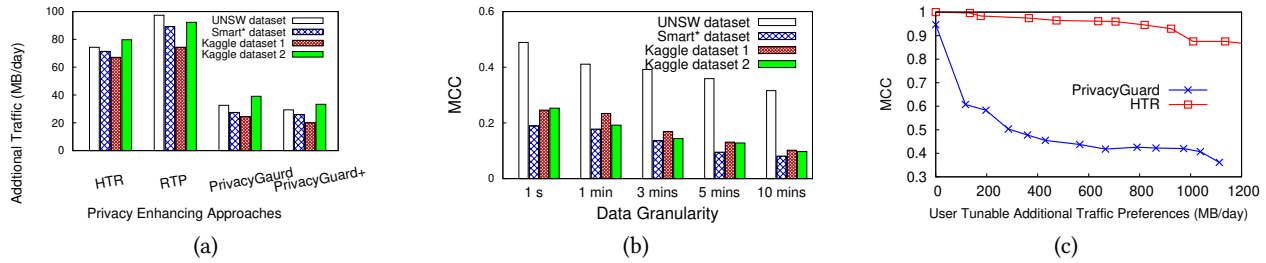 Addtional Traffic (MB/day)
100
80
60
40
20
0
UNSW dataset
Smart* dataset
Kaggle dataset 1
Kaggle dataset 2
HTR
RTP
PrivacyGaurd
PrivacyGuard+
Privacy Enhancing Approaches
(a)
MCC
0.6
0.4
0.2
0
UNSW dataset
Smart* dataset
Kaggle dataset 1
Kaggle dataset 2
1 s
1 min
3 mins
5 mins
10 mins
Data Granularity
(b)
MCC
1
0.9
0.8
0.7
0.6
0.5
0.4
0.3
PrivacyGuard
HTR
0
200
400
600
800
1000
1200
User Tunable Additional Traffic Preferences (MB/day)
(c)